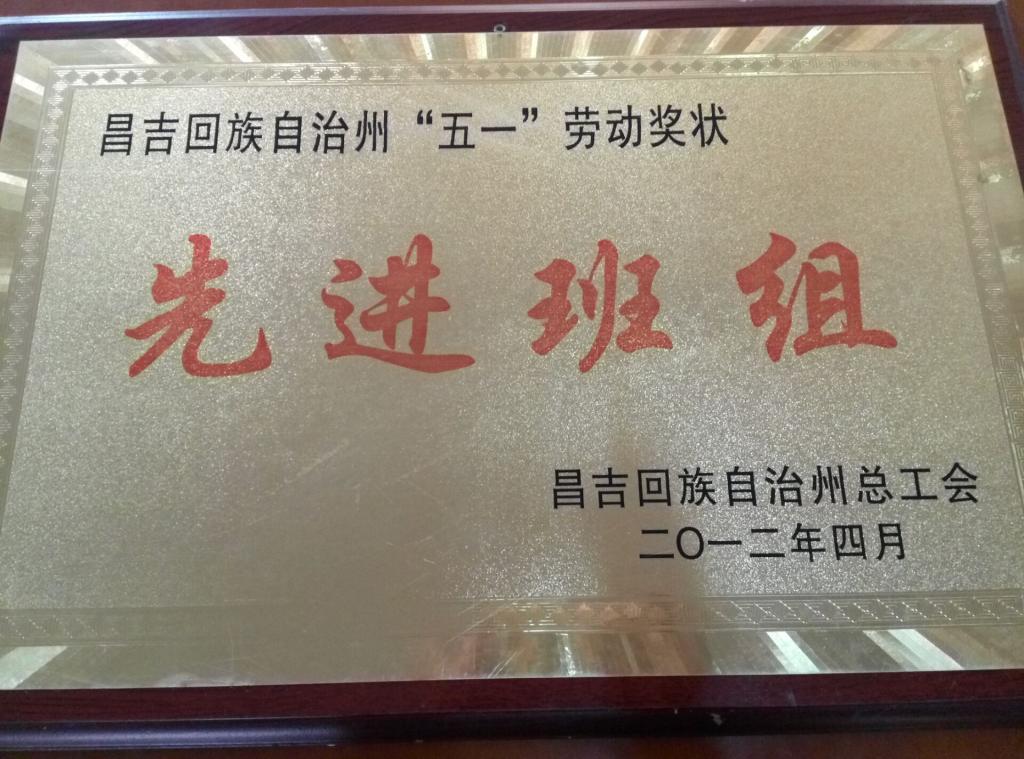 昌吉回族自治州“五一”劳动奖状
先进班组
昌吉回族自治州总工会
二〇一二年四月